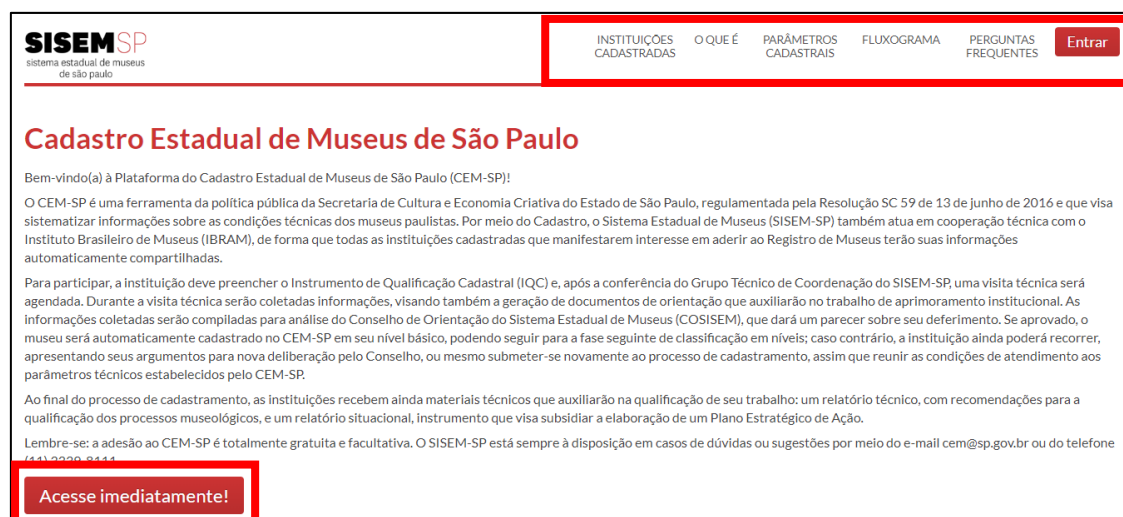 SISEMSP
sistema estadual de museus
de são paulo
INSTITUIÇÕES
CADASTRADAS
O QUE É
PARÂMETROS
CADASTRAIS
FLUXOGRAMA
PERGUNTAS
FREQUENTES
Entrar
Cadastro Estadual de Museus de São Paulo
Bem-vindo(a) à Plataforma do Cadastro Estadual de Museus de São Paulo (CEM-SP)!
O CEM-SP é uma ferramenta da política pública da Secretaria de Cultura e Economia Criativa do Estado de São Paulo, regulamentada pela Resolução SC 59 de 13 de junho de 2016 e que visa
sistematizar informações sobre as condições técnicas dos museus paulistas. Por meio do Cadastro, o Sistema Estadual de Museus (SISEM-SP) também atua em cooperação técnica com o
Instituto Brasileiro de Museus (IBRAM), de forma que todas as instituições cadastradas que manifestarem interesse em aderir ao Registro de Museus terão suas informações
automaticamente compartilhadas.
Para participar, a instituição deve preencher o Instrumento de Qualificação Cadastral (IQC) e, após a conferência do Grupo Técnico de Coordenação do SISEM-SP, uma visita técnica será
agendada. Durante a visita técnica serão coletadas informações, visando também a geração de documentos de orientação que auxiliarão no trabalho de aprimoramento institucional. As
informações coletadas serão compiladas para análise do Conselho de Orientação do Sistema Estadual de Museus (COSISEM), que dará um parecer sobre seu deferimento. Se aprovado, o
museu será automaticamente cadastrado no CEM-SP em seu nível básico, podendo seguir para a fase seguinte de classificação em níveis; caso contrário, a instituição ainda poderá recorrer,
apresentando seus argumentos para nova deliberação pelo Conselho, ou mesmo submeter-se novamente ao processo de cadastramento, assim que reunir as condições de atendimento aos
parâmetros técnicos estabelecidos pelo CEM-SP.
Ao final do processo de cadastramento, as instituições recebem ainda materiais técnicos que auxiliarão na qualificação de seu trabalho: um relatório técnico, com recomendações para a
qualificação dos processos museológicos, e um relatório situacional, instrumento que visa subsidiar a elaboração de um Plano Estratégico de Ação.
Lembre-se: a adesão ao CEM-SP é totalmente gratuita e facultativa. O SISEM-SP está sempre à disposição em casos de dúvidas ou sugestões por meio do e-mail cem@sp.gov.br ou do telefone
Acesse imediatamente!